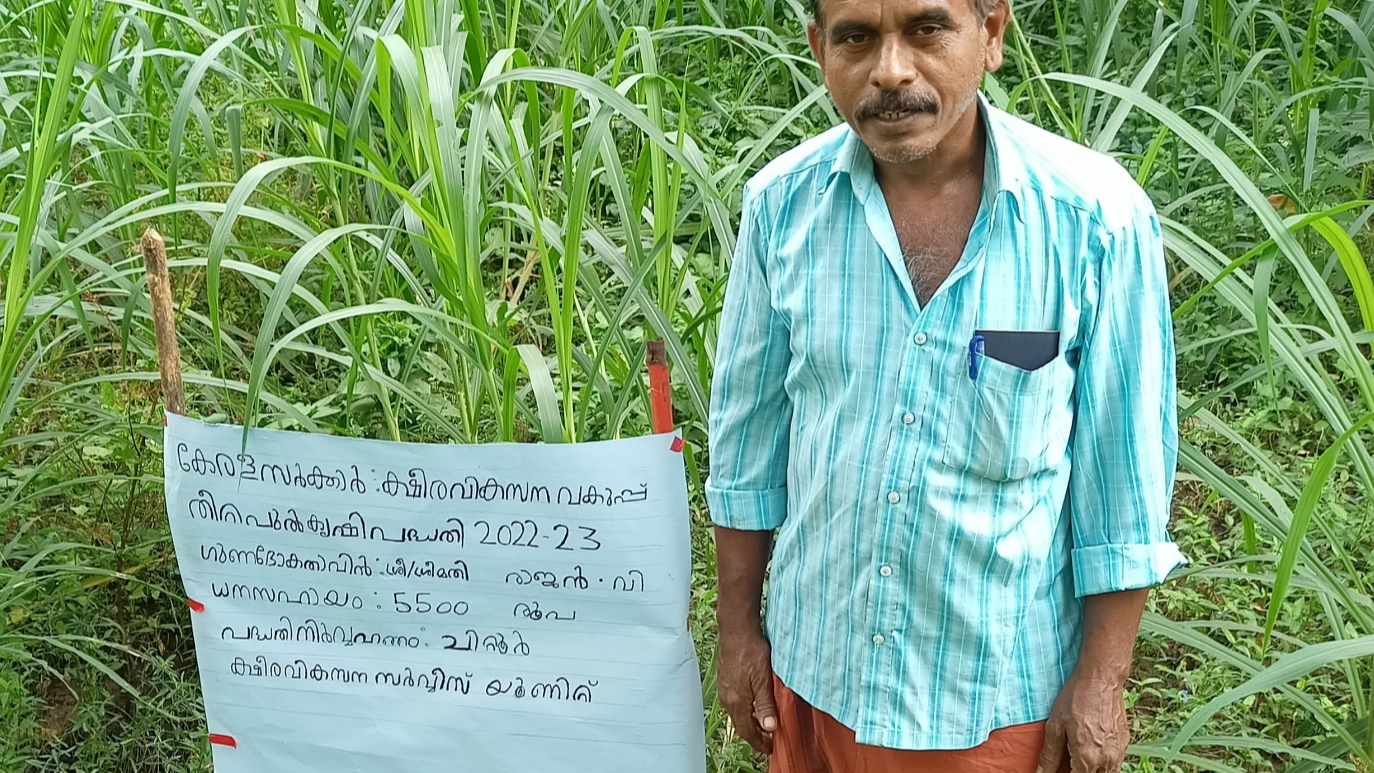 കേരളസർക്കാർ : ക്ഷീരവികസന വകുപ്പ്
തീറ്റപുൽകൃഷി പദ്ധതി 2022-23
ഗുണഭോക്താവിൻ : ശ്രീ/ശ്രീമതി രാജൻ . വി
ധനസഹായം : 5500 രൂപ
പദ്ധതിനിർവ്വഹണം : ചിറ്റൂർ
ക്ഷീരവികസന സർവ്വീസ് യൂണിറ്റ്